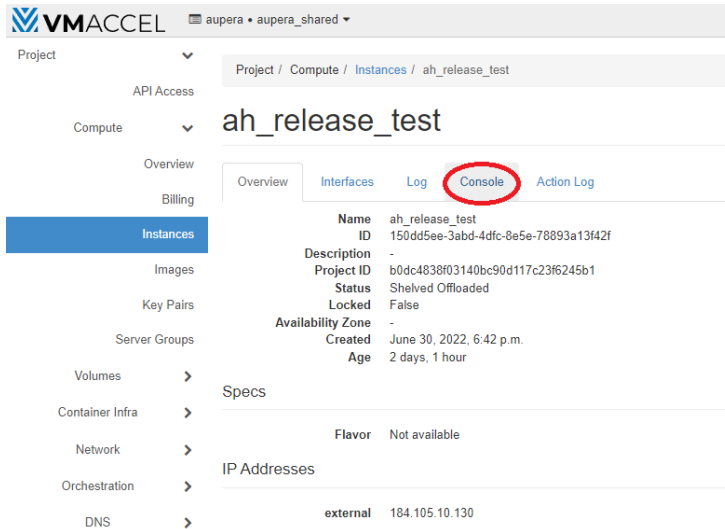 VMACCEL
aupera • aupera_shared
Project
API Access
Compute
Overview
Billing
Instances
Images
Key Pairs
Server Groups
Volumes
Container Infra
Network
Orchestration
DNS
Project / Compute / Instances / ah_release_test
ah_release_test
Overview Interfaces Log Console Action Log
Name ah_release_test
ID 150dd5ee-3abd-4dfc-8e5e-78893a13f42f
Description -
Project ID b0dc4838f03140bc90d117c23f6245b1
Status Shelved Offloaded
Locked False
Availability Zone -
Created June 30, 2022, 6:42 p.m.
Age 2 days, 1 hour
Specs
Flavor Not available
IP Addresses
external 184.105.10.130